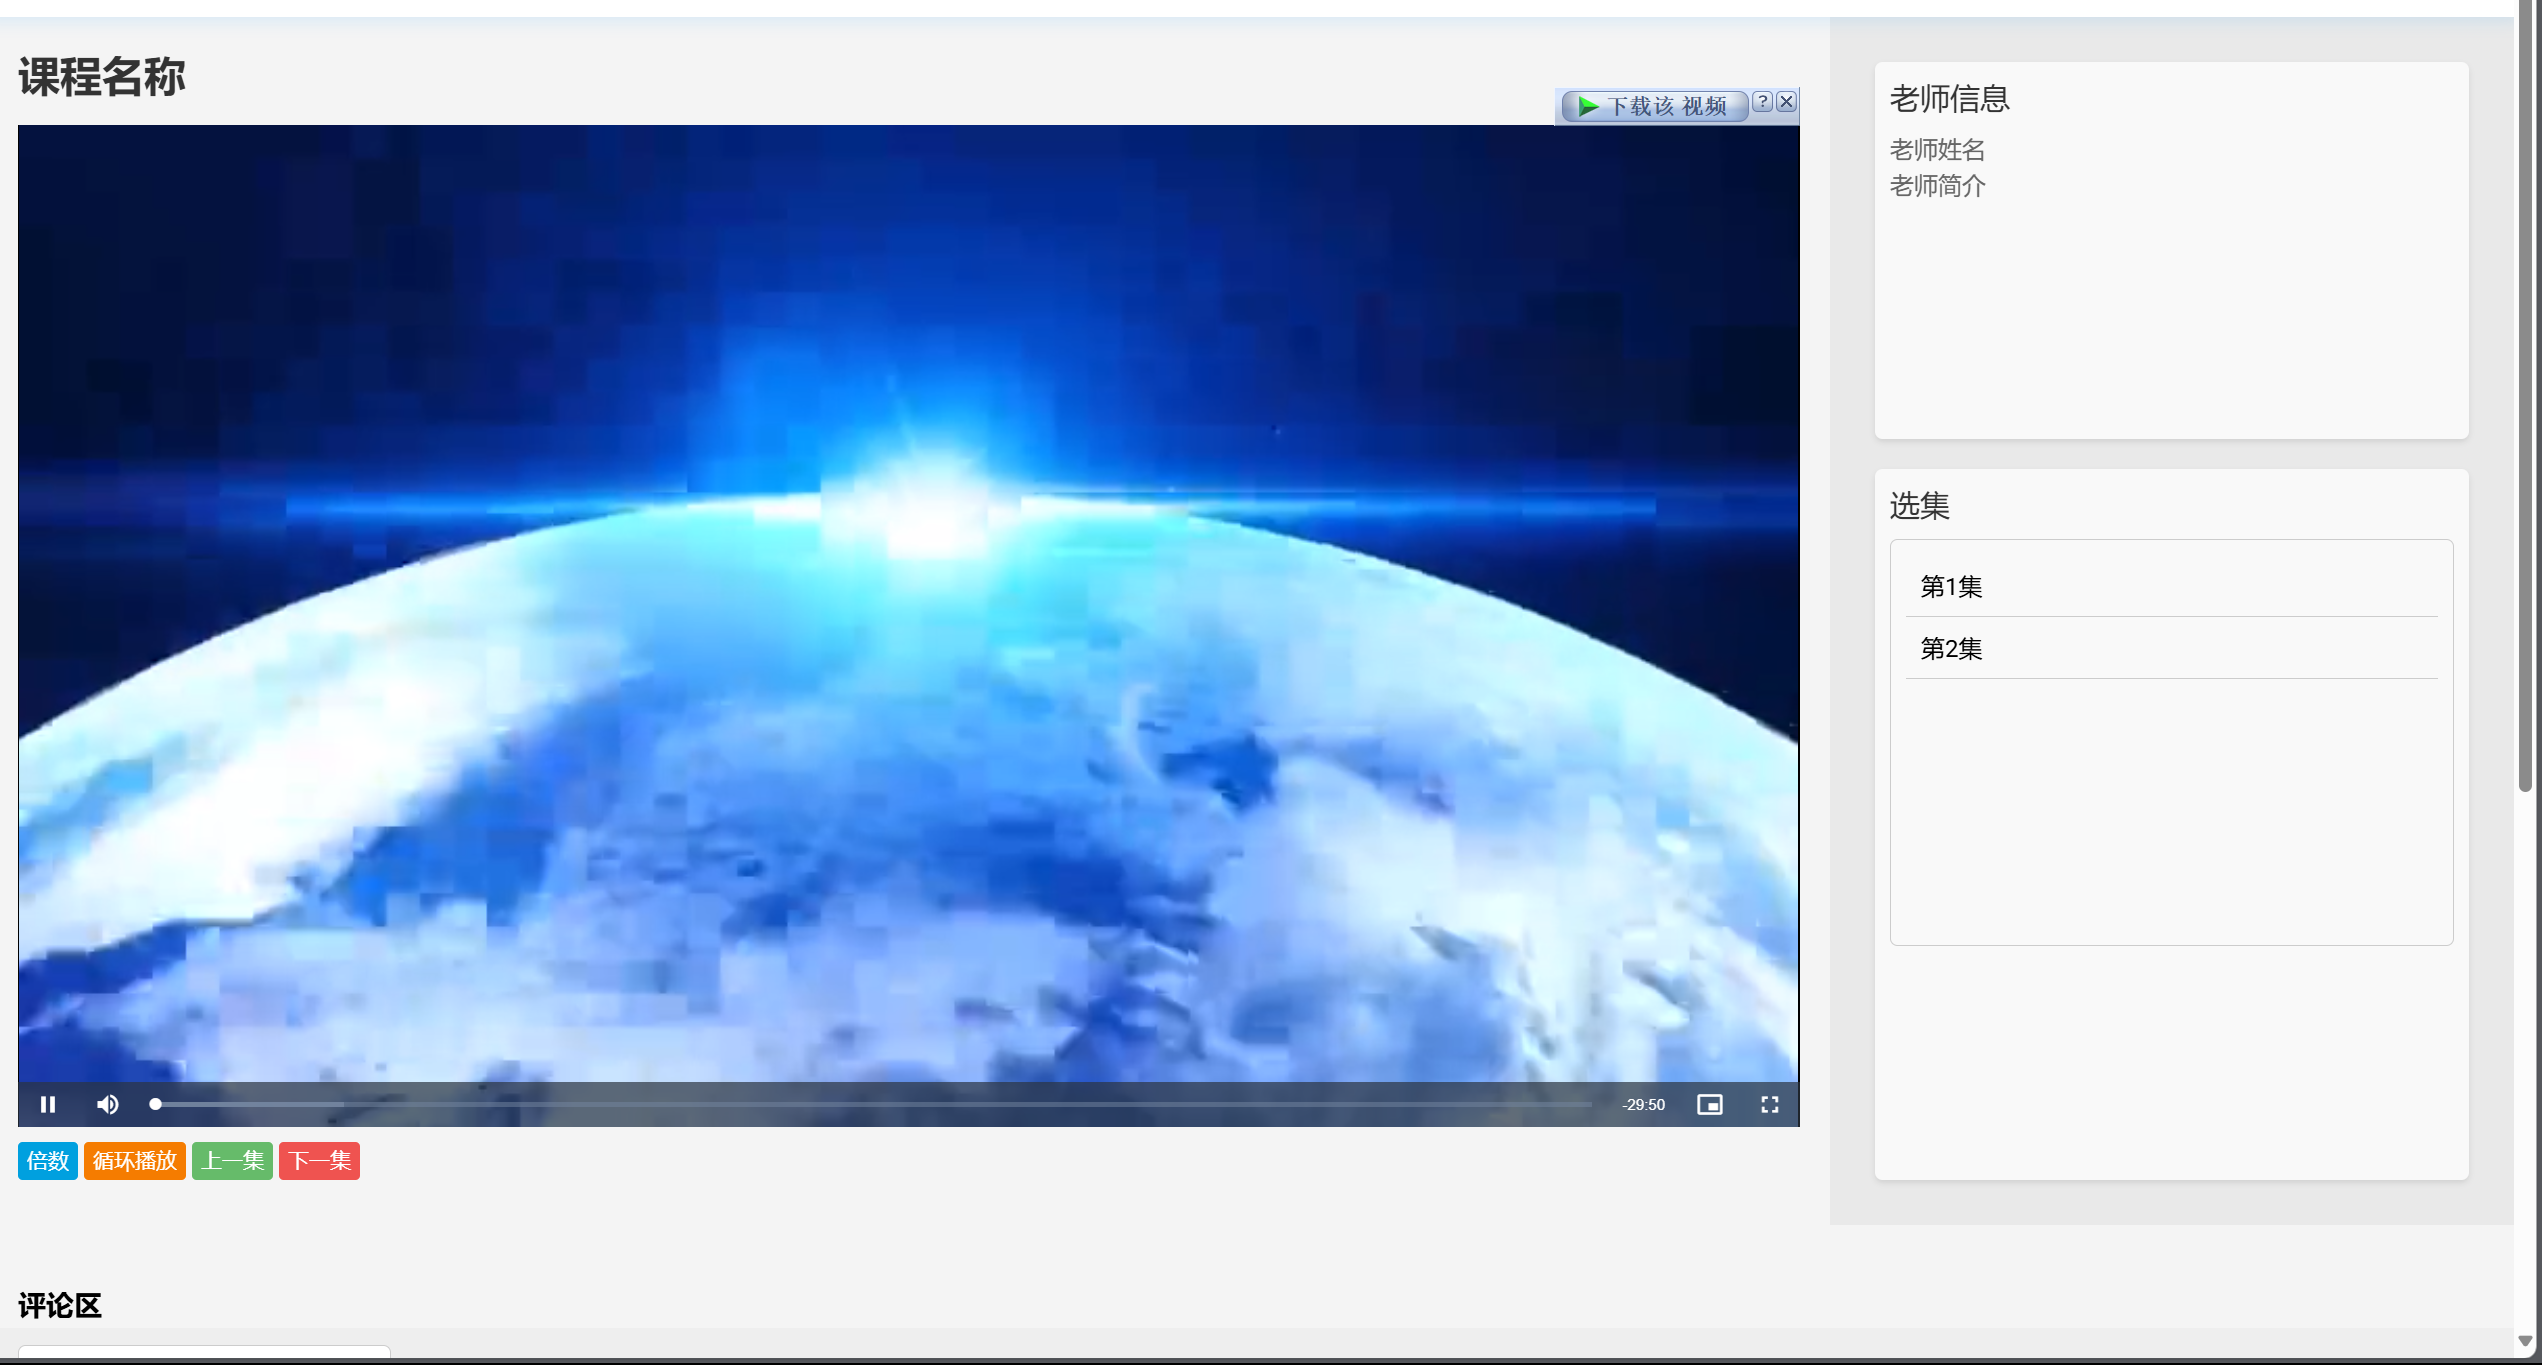 课程名称
下载该 视频
?
老师信息
老师姓名
老师简介
选集
第1集
第2集
-29:50
倍数 循环播放 上一集 下一集
评论区